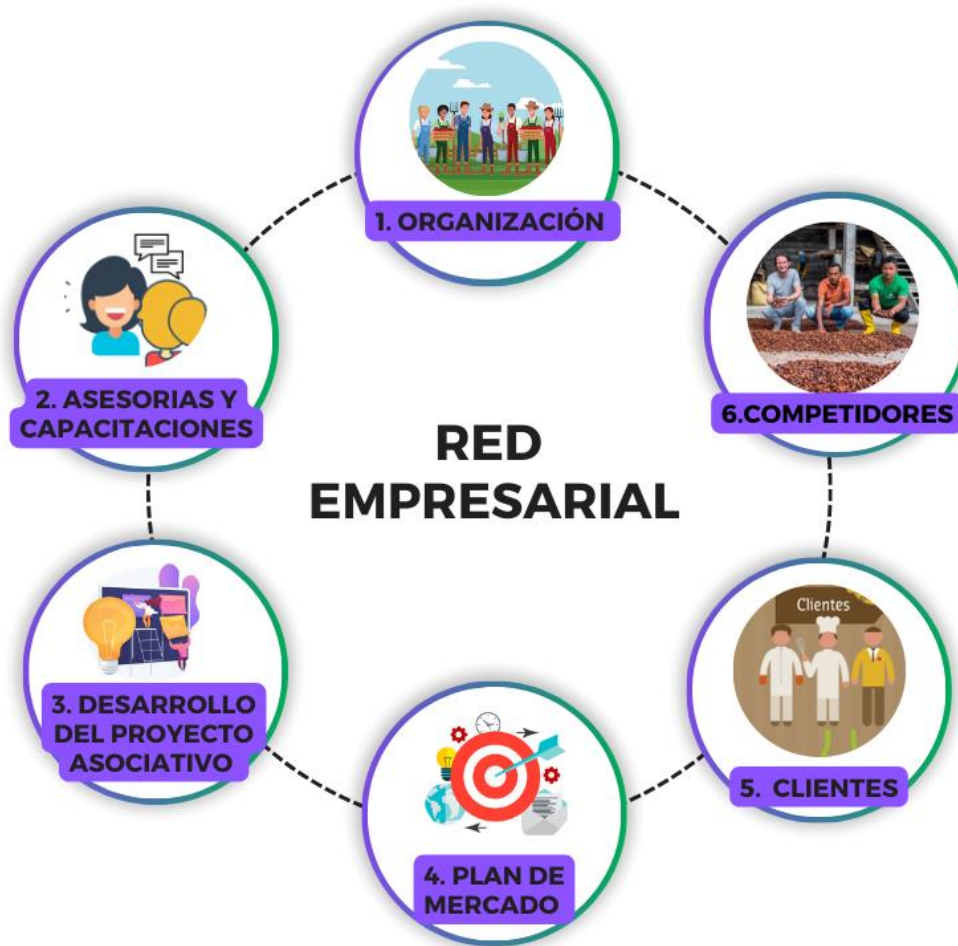 RED
EMPRESARIAL
1. ORGANIZACIÓN
2. ASESORIAS Y
CAPACITACIONES
3. DESARROLLO
DEL PROYECTO
ASOCIATIVO
4. PLAN DE
MERCADO
5. CLIENTES
Clientes
6.COMPETIDORES